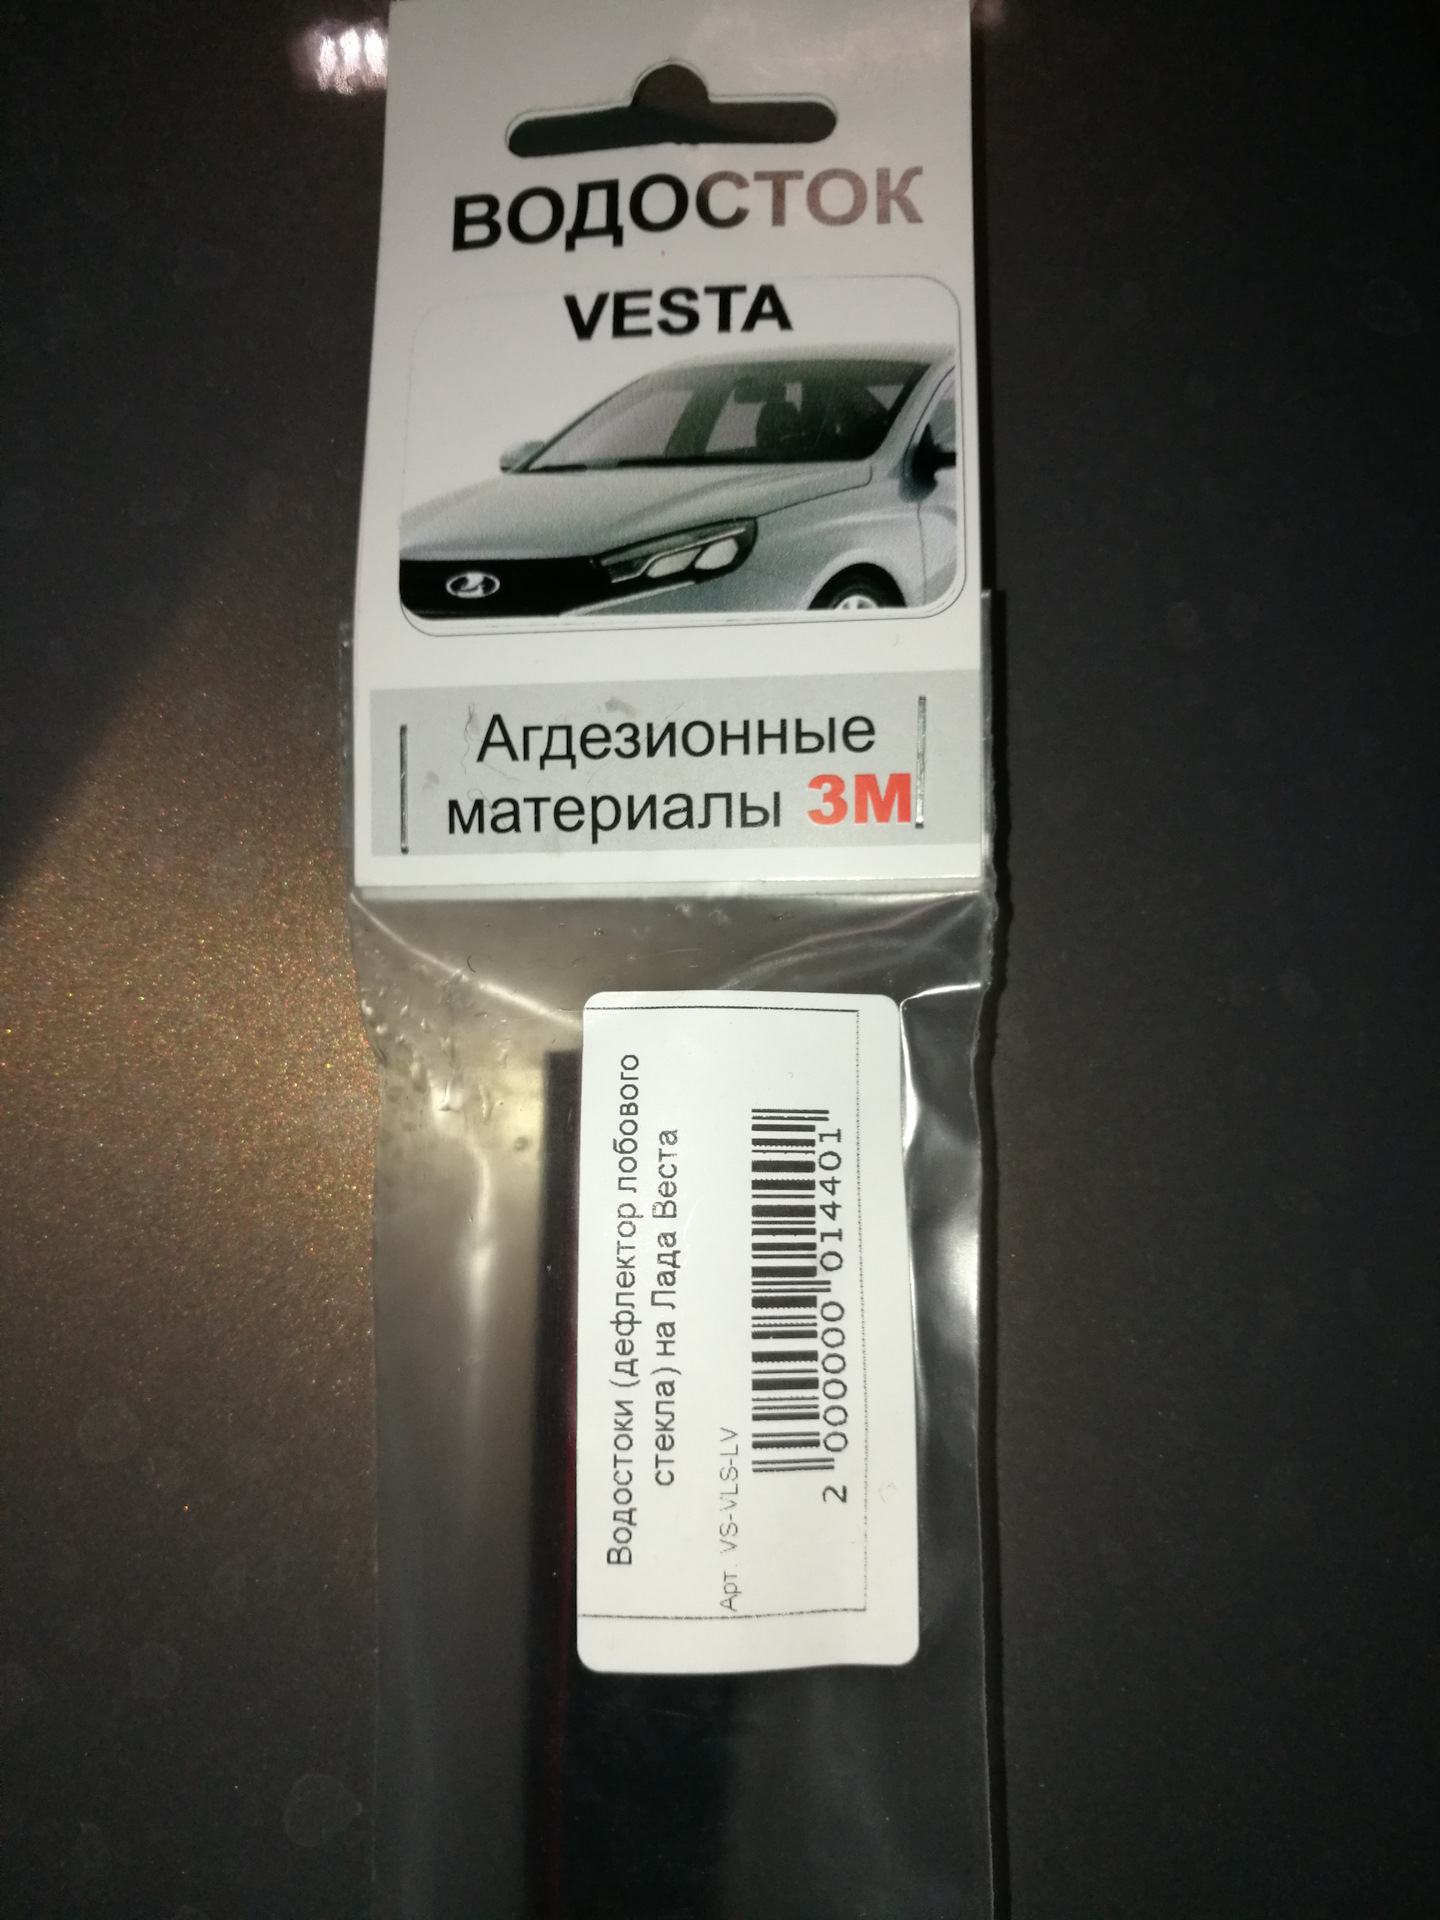 ВОДОСТОК
VESTA
Агдезионные
материалы 3М
Водостоки (дефлектор лобового
стекла) на Лада Веста
Арт. VS-VLS-LV
2 000000 014401